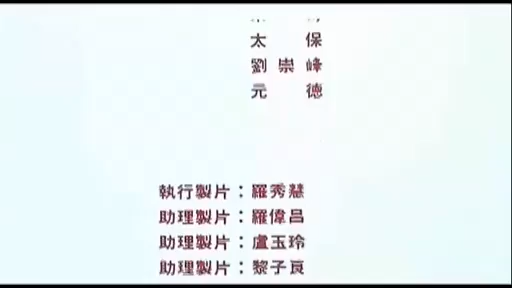 太保
劉崇峰
元德
執行製片：羅秀慧
助理製片：羅偉昌
助理製片：盧玉玲
助理製片：黎子良